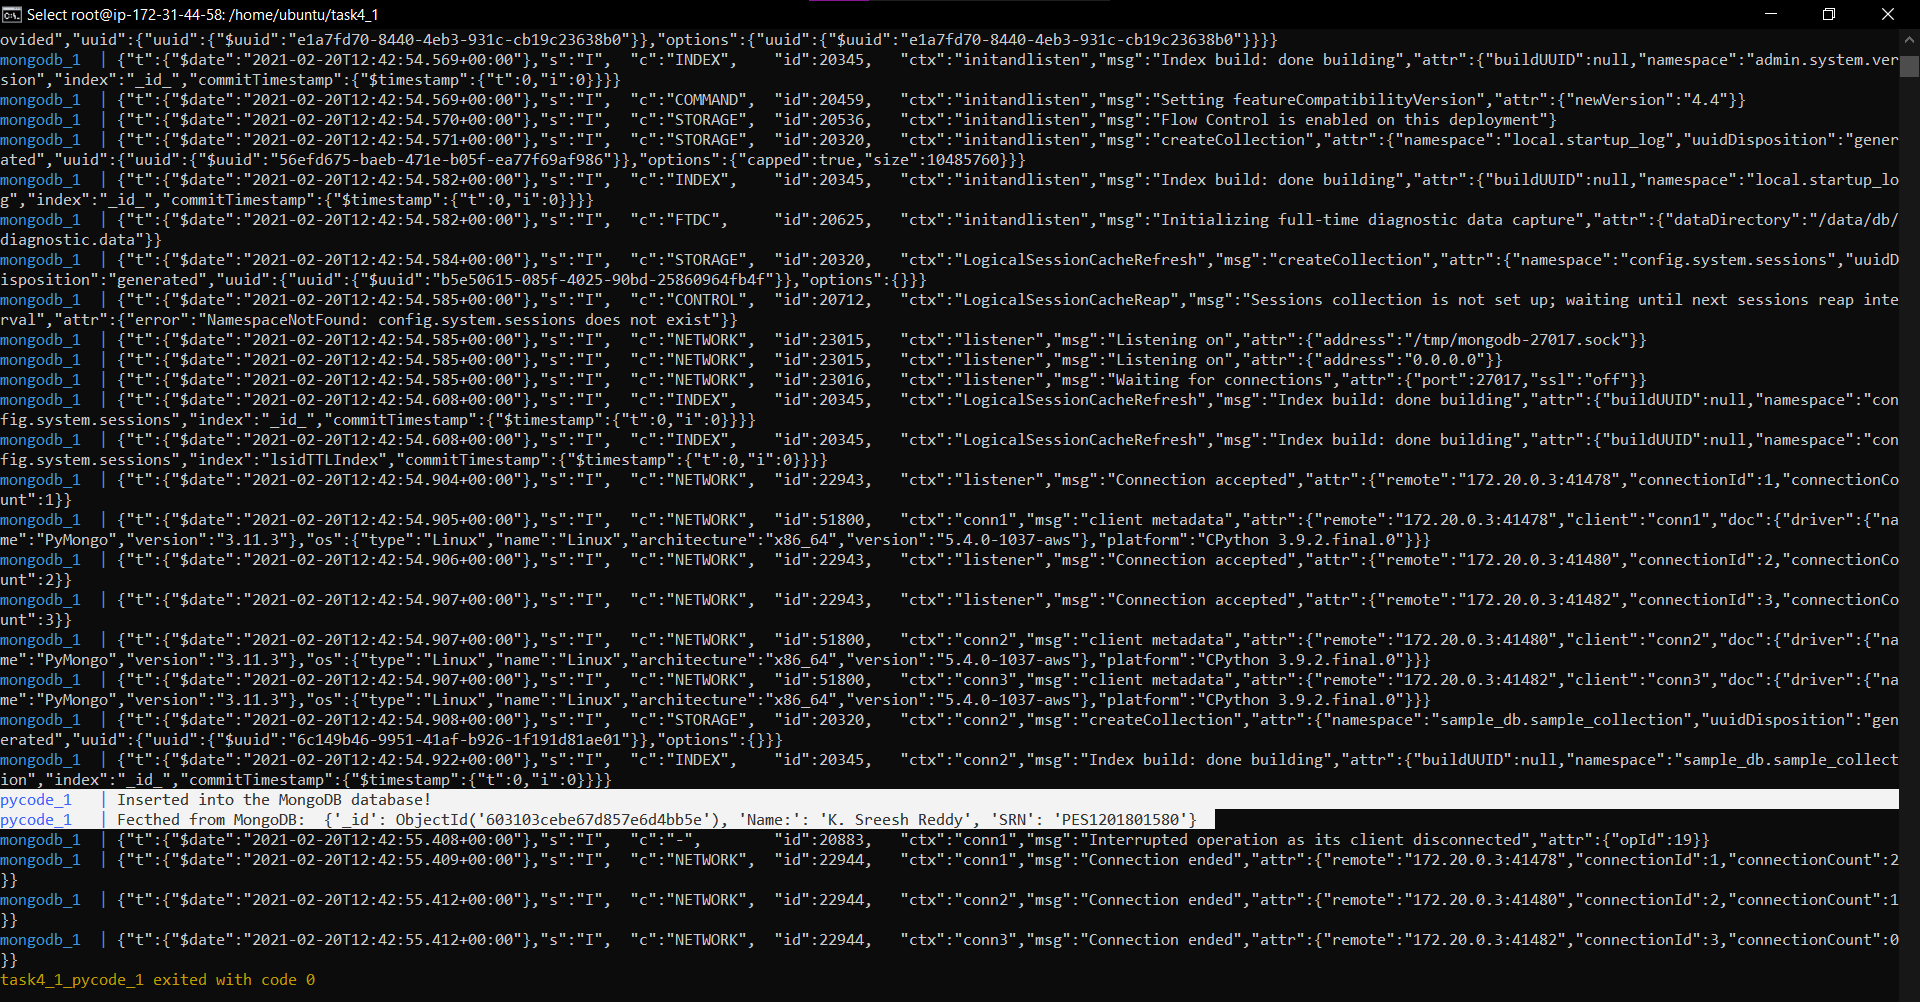 Select root@ip-172-31-44-58: /home/ubuntu/task4_1
ovided","uuid":{"uuid":{"$uuid":"e1a7fd70-8440-4eb3-931c-cb19c23638b0"}},"options":{"uuid":{"$uuid":"e1a7fd70-8440-4eb3-931c-cb19c23638b0"}}}}
mongodb_1  | {"t":{"$date":"2021-02-20T12:42:54.569+00:00"},"s":"I",  "c":"INDEX",    "id":20345,   "ctx":"initandlisten","msg":"Index build: done building","attr":{"buildUUID":null,"namespace":"admin.system.ver
sion","index":"_id_","commitTimestamp":{"$timestamp":{"t":0,"i":0}}}}
mongodb_1  | {"t":{"$date":"2021-02-20T12:42:54.569+00:00"},"s":"I",  "c":"COMMAND",  "id":20459,   "ctx":"initandlisten","msg":"Setting featureCompatibilityVersion","attr":{"newVersion":"4.4"}}
mongodb_1  | {"t":{"$date":"2021-02-20T12:42:54.570+00:00"},"s":"I",  "c":"STORAGE",  "id":20536,   "ctx":"initandlisten","msg":"Flow Control is enabled on this deployment"}
mongodb_1  | {"t":{"$date":"2021-02-20T12:42:54.571+00:00"},"s":"I",  "c":"STORAGE",  "id":20320,   "ctx":"initandlisten","msg":"createCollection","attr":{"namespace":"local.startup_log","uuidDisposition":"gener
ated","uuid":{"uuid":{"$uuid":"56efd675-baeb-471e-b05f-ea77f69af986"}},"options":{"capped":true,"size":10485760}}}
mongodb_1  | {"t":{"$date":"2021-02-20T12:42:54.582+00:00"},"s":"I",  "c":"INDEX",    "id":20345,   "ctx":"initandlisten","msg":"Index build: done building","attr":{"buildUUID":null,"namespace":"local.startup_lo
g","index":"_id_","commitTimestamp":{"$timestamp":{"t":0,"i":0}}}}
mongodb_1  | {"t":{"$date":"2021-02-20T12:42:54.582+00:00"},"s":"I",  "c":"FTDC",     "id":20625,   "ctx":"initandlisten","msg":"Initializing full-time diagnostic data capture","attr":{"dataDirectory":"/data/db/
diagnostic.data"}}
mongodb_1  | {"t":{"$date":"2021-02-20T12:42:54.584+00:00"},"s":"I",  "c":"STORAGE",  "id":20320,   "ctx":"LogicalSessionCacheRefresh","msg":"createCollection","attr":{"namespace":"config.system.sessions","uuidD
isposition":"generated","uuid":{"uuid":{"$uuid":"b5e50615-085f-4025-90bd-25860964fb4f"}},"options":{}}}
mongodb_1  | {"t":{"$date":"2021-02-20T12:42:54.585+00:00"},"s":"I",  "c":"CONTROL",  "id":20712,   "ctx":"LogicalSessionCacheReap","msg":"Sessions collection is not set up; waiting until next sessions reap inte
rval","attr":{"error":"NamespaceNotFound: config.system.sessions does not exist"}}
mongodb_1  | {"t":{"$date":"2021-02-20T12:42:54.585+00:00"},"s":"I",  "c":"NETWORK",  "id":23015,   "ctx":"listener","msg":"Listening on","attr":{"address":"/tmp/mongodb-27017.sock"}}
mongodb_1  | {"t":{"$date":"2021-02-20T12:42:54.585+00:00"},"s":"I",  "c":"NETWORK",  "id":23015,   "ctx":"listener","msg":"Listening on","attr":{"address":"0.0.0.0"}}
mongodb_1  | {"t":{"$date":"2021-02-20T12:42:54.585+00:00"},"s":"I",  "c":"NETWORK",  "id":23016,   "ctx":"listener","msg":"Waiting for connections","attr":{"port":27017,"ssl":"off"}}
mongodb_1  | {"t":{"$date":"2021-02-20T12:42:54.608+00:00"},"s":"I",  "c":"INDEX",    "id":20345,   "ctx":"LogicalSessionCacheRefresh","msg":"Index build: done building","attr":{"buildUUID":null,"namespace":"con
fig.system.sessions","index":"_id_","commitTimestamp":{"$timestamp":{"t":0,"i":0}}}}
mongodb_1  | {"t":{"$date":"2021-02-20T12:42:54.608+00:00"},"s":"I",  "c":"INDEX",    "id":20345,   "ctx":"LogicalSessionCacheRefresh","msg":"Index build: done building","attr":{"buildUUID":null,"namespace":"con
fig.system.sessions","index":"lsidTTLIndex","commitTimestamp":{"$timestamp":{"t":0,"i":0}}}}
mongodb_1  | {"t":{"$date":"2021-02-20T12:42:54.904+00:00"},"s":"I",  "c":"NETWORK",  "id":22943,   "ctx":"listener","msg":"Connection accepted","attr":{"remote":"172.20.0.3:41478","connectionId":1,"connectionCo
unt":1}}
mongodb_1  | {"t":{"$date":"2021-02-20T12:42:54.905+00:00"},"s":"I",  "c":"NETWORK",  "id":51800,   "ctx":"conn1","msg":"client metadata","attr":{"remote":"172.20.0.3:41478","client":"conn1","doc":{"driver":{"na
me":"PyMongo","version":"3.11.3"},"os":{"type":"Linux","name":"Linux","architecture":"x86_64","version":"5.4.0-1037-aws"},"platform":"CPython 3.9.2.final.0"}}}
mongodb_1  | {"t":{"$date":"2021-02-20T12:42:54.906+00:00"},"s":"I",  "c":"NETWORK",  "id":22943,   "ctx":"listener","msg":"Connection accepted","attr":{"remote":"172.20.0.3:41480","connectionId":2,"connectionCo
unt":2}}
mongodb_1  | {"t":{"$date":"2021-02-20T12:42:54.907+00:00"},"s":"I",  "c":"NETWORK",  "id":22943,   "ctx":"listener","msg":"Connection accepted","attr":{"remote":"172.20.0.3:41482","connectionId":3,"connectionCo
unt":3}}
mongodb_1  | {"t":{"$date":"2021-02-20T12:42:54.907+00:00"},"s":"I",  "c":"NETWORK",  "id":51800,   "ctx":"conn2","msg":"client metadata","attr":{"remote":"172.20.0.3:41480","client":"conn2","doc":{"driver":{"na
me":"PyMongo","version":"3.11.3"},"os":{"type":"Linux","name":"Linux","architecture":"x86_64","version":"5.4.0-1037-aws"},"platform":"CPython 3.9.2.final.0"}}}
mongodb_1  | {"t":{"$date":"2021-02-20T12:42:54.907+00:00"},"s":"I",  "c":"NETWORK",  "id":51800,   "ctx":"conn3","msg":"client metadata","attr":{"remote":"172.20.0.3:41482","client":"conn3","doc":{"driver":{"na
me":"PyMongo","version":"3.11.3"},"os":{"type":"Linux","name":"Linux","architecture":"x86_64","version":"5.4.0-1037-aws"},"platform":"CPython 3.9.2.final.0"}}}
mongodb_1  | {"t":{"$date":"2021-02-20T12:42:54.908+00:00"},"s":"I",  "c":"STORAGE",  "id":20320,   "ctx":"conn2","msg":"createCollection","attr":{"namespace":"sample_db.sample_collection","uuidDisposition":"gen
erated","uuid":{"uuid":{"$uuid":"6c149b46-9951-41af-b926-1f191d81ae01"}},"options":{}}}
mongodb_1  | {"t":{"$date":"2021-02-20T12:42:54.922+00:00"},"s":"I",  "c":"INDEX",    "id":20345,   "ctx":"conn2","msg":"Index build: done building","attr":{"buildUUID":null,"namespace":"sample_db.sample_collect
ion","index":"_id_","commitTimestamp":{"$timestamp":{"t":0,"i":0}}}}
pycode_1   | Inserted into the MongoDB database!
pycode_1   | Fecthed from MongoDB:  {'_id': ObjectId('603103cebe67d857e6d4bb5e'), 'Name:': 'K. Sreesh Reddy', 'SRN': 'PES1201801580'}
mongodb_1  | {"t":{"$date":"2021-02-20T12:42:55.408+00:00"},"s":"I",  "c":"-",        "id":20883,   "ctx":"conn1","msg":"Interrupted operation as its client disconnected","attr":{"opId":19}}
mongodb_1  | {"t":{"$date":"2021-02-20T12:42:55.409+00:00"},"s":"I",  "c":"NETWORK",  "id":22944,   "ctx":"conn1","msg":"Connection ended","attr":{"remote":"172.20.0.3:41478","connectionId":1,"connectionCount":2
}}
mongodb_1  | {"t":{"$date":"2021-02-20T12:42:55.412+00:00"},"s":"I",  "c":"NETWORK",  "id":22944,   "ctx":"conn2","msg":"Connection ended","attr":{"remote":"172.20.0.3:41480","connectionId":2,"connectionCount":1
}}
mongodb_1  | {"t":{"$date":"2021-02-20T12:42:55.412+00:00"},"s":"I",  "c":"NETWORK",  "id":22944,   "ctx":"conn3","msg":"Connection ended","attr":{"remote":"172.20.0.3:41482","connectionId":3,"connectionCount":0
}}
task4_1_pycode_1 exited with code 0